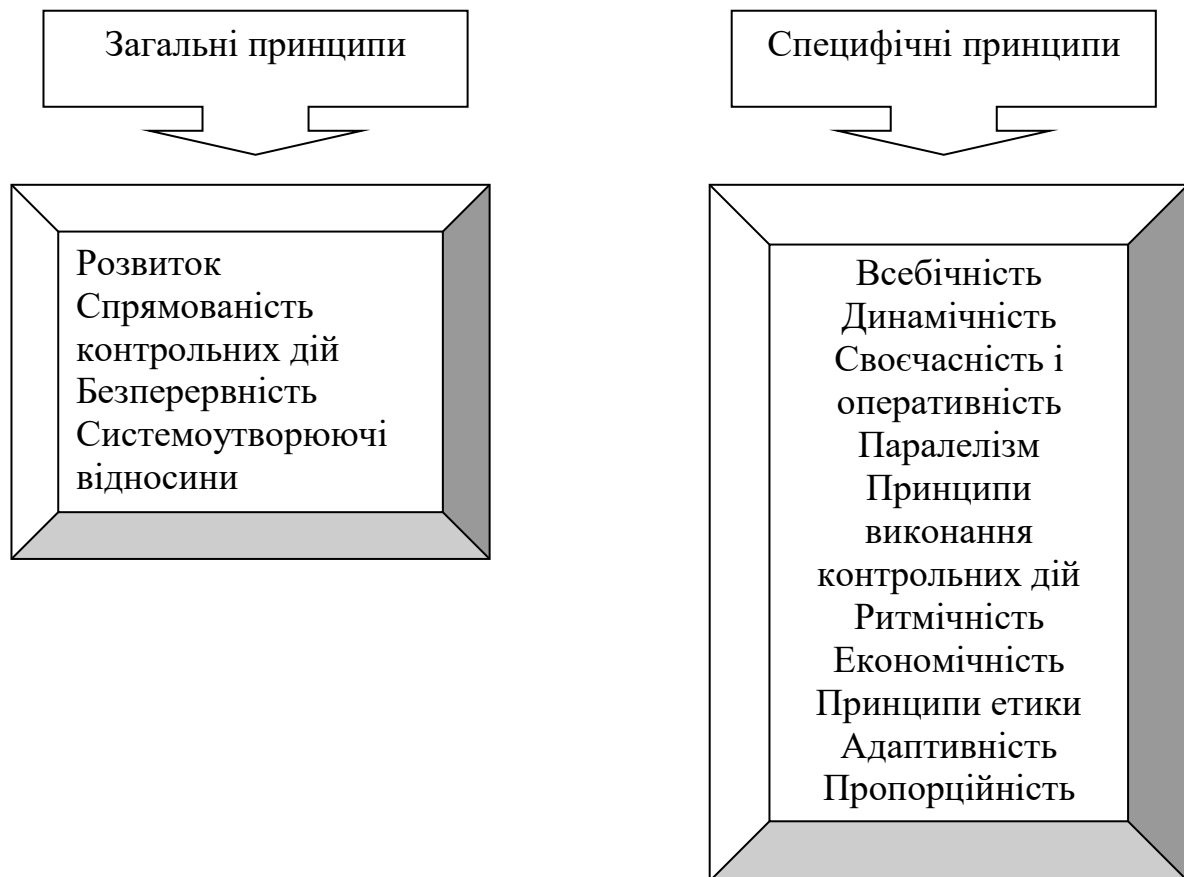 Загальні принципи
Розвиток
Спрямованість
контрольних дій
Безперервність
Системоутворюючі
відносини
Специфічні принципи
Всебічність
Динамічність
Своєчасність і
оперативність
Паралелізм
Принципи
виконання
контрольних дій
Ритмічність
Економічність
Принципи етики
Адаптивність
Пропорційність